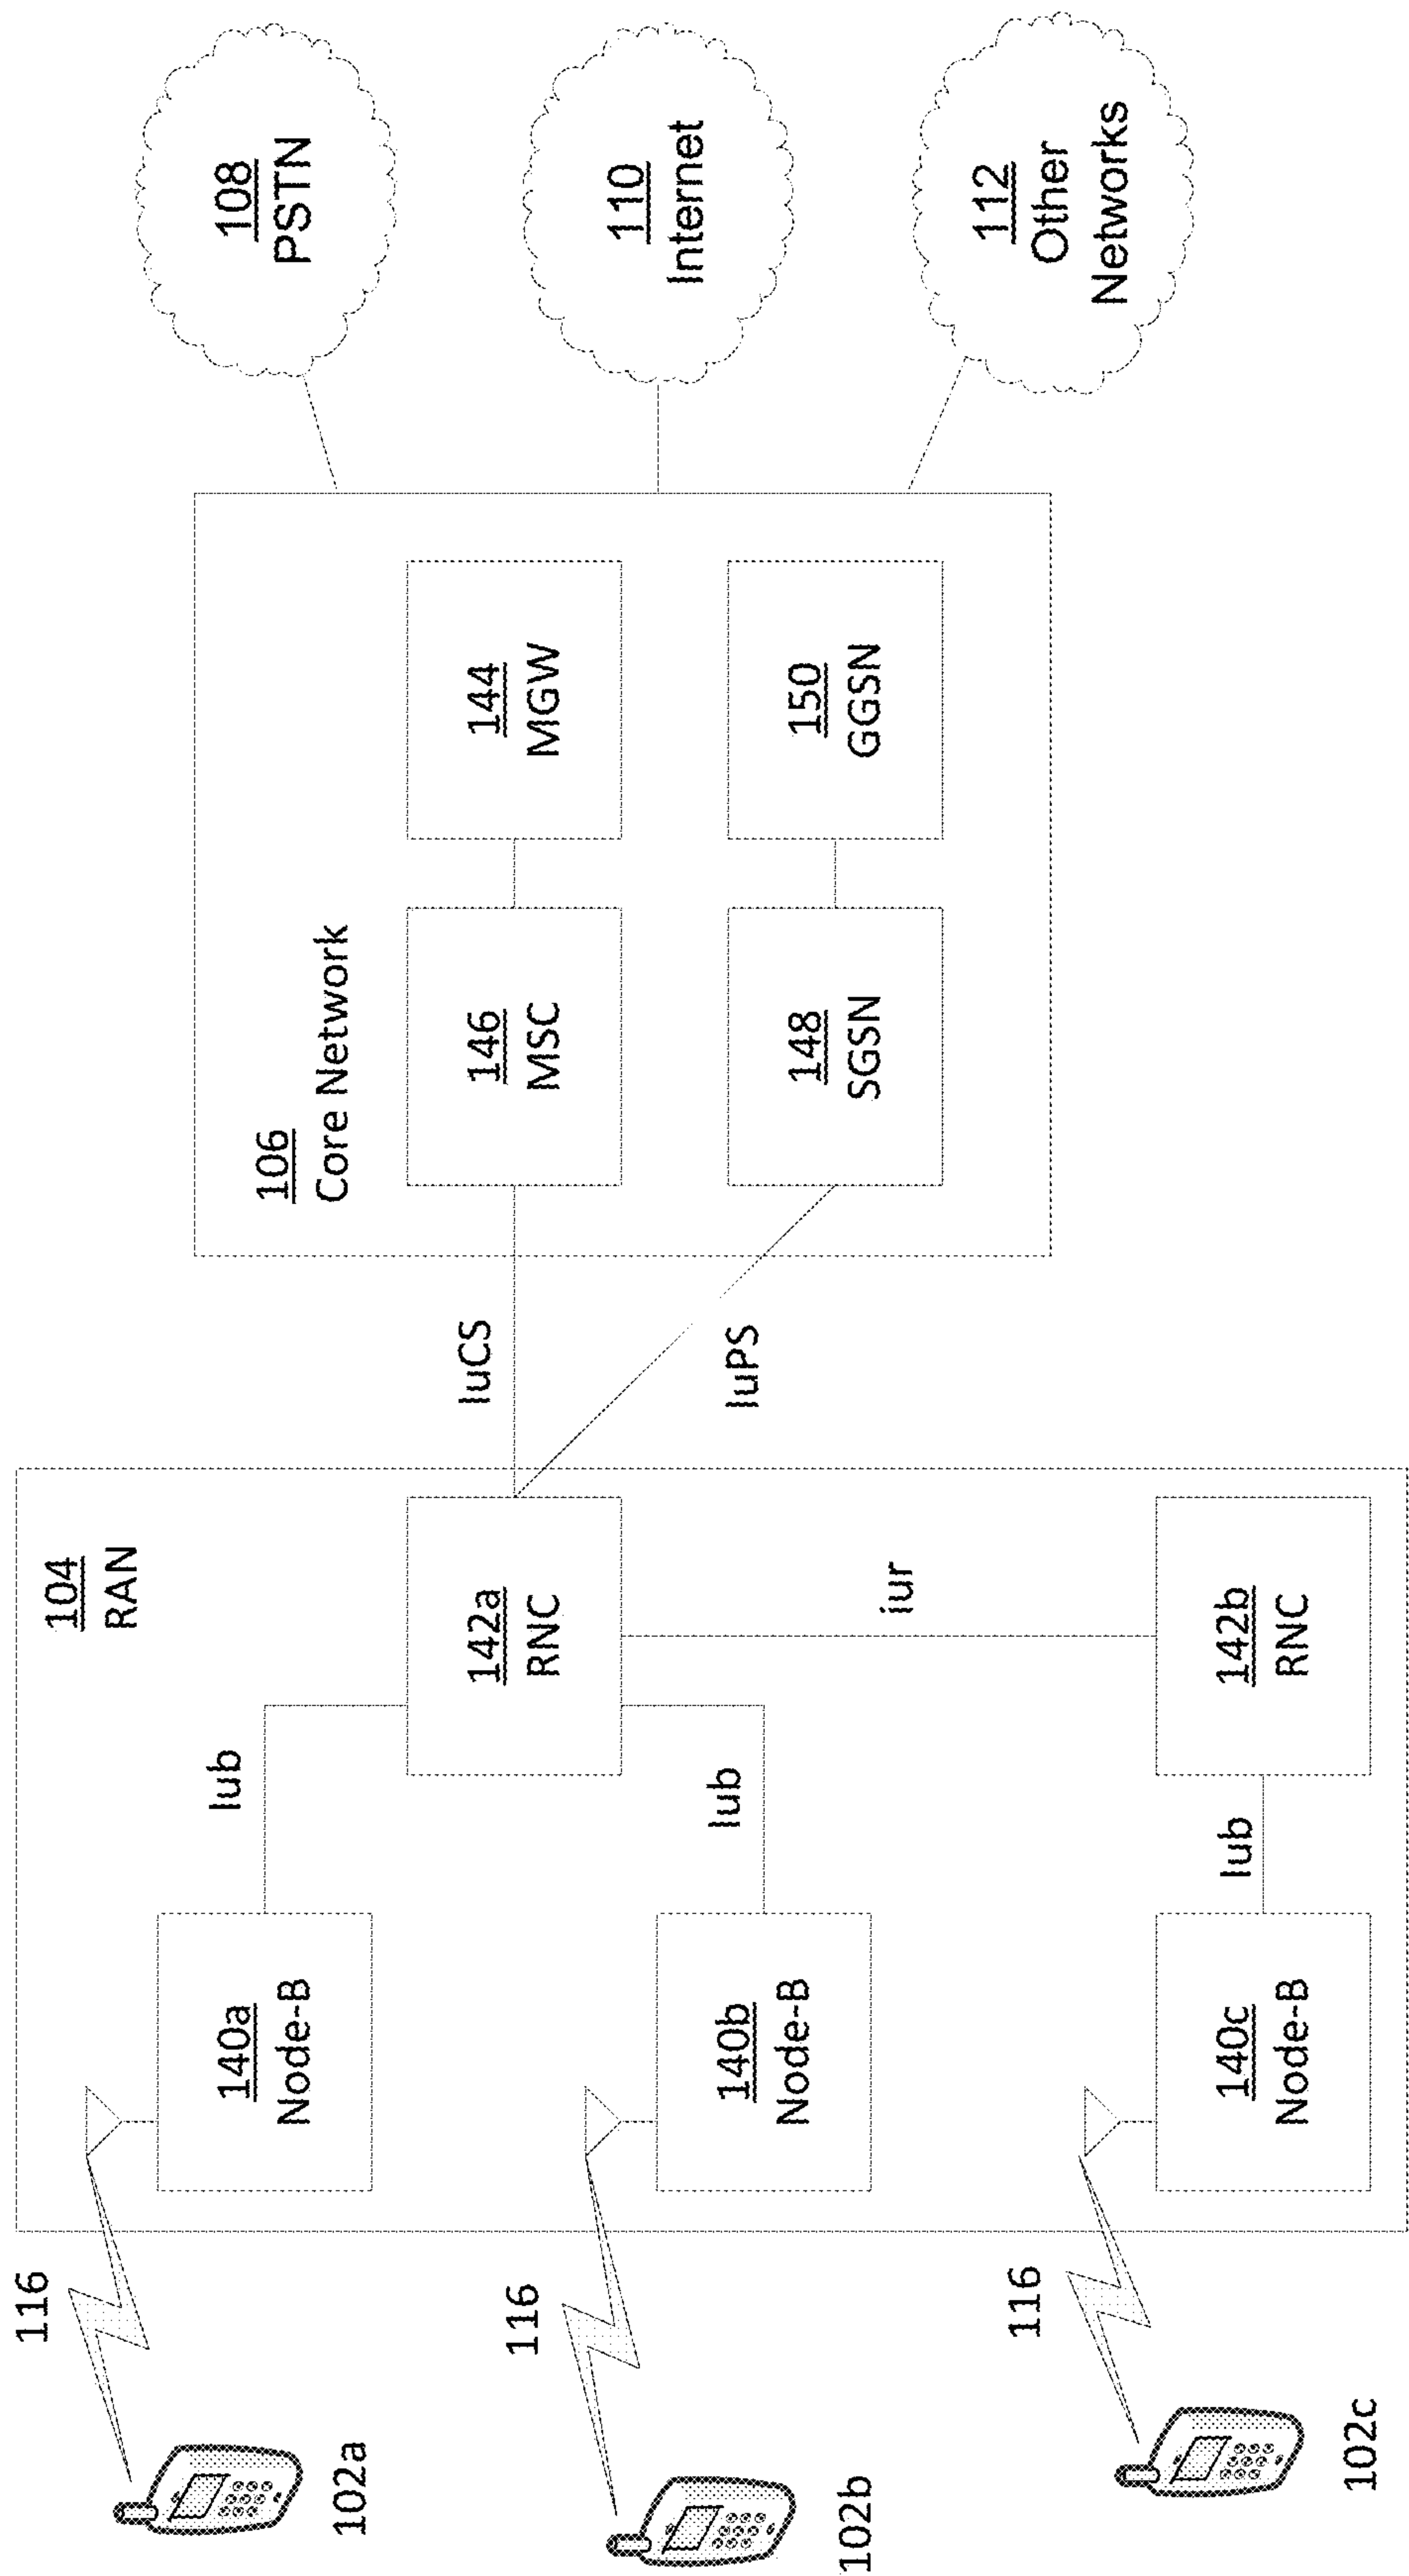 104
RAN
116
102a
140a
Node-B
Iub
142a
RNC
116
102b
140b
Node-B
Iub
iur
116
102c
140c
Node-B
Iub
142b
RNC
IuCS
IuPS
106
Core Network
146
MSC
144
MGW
148
SGSN
150
GGSN
108
PSTN
110
Internet
112
Other
Networks